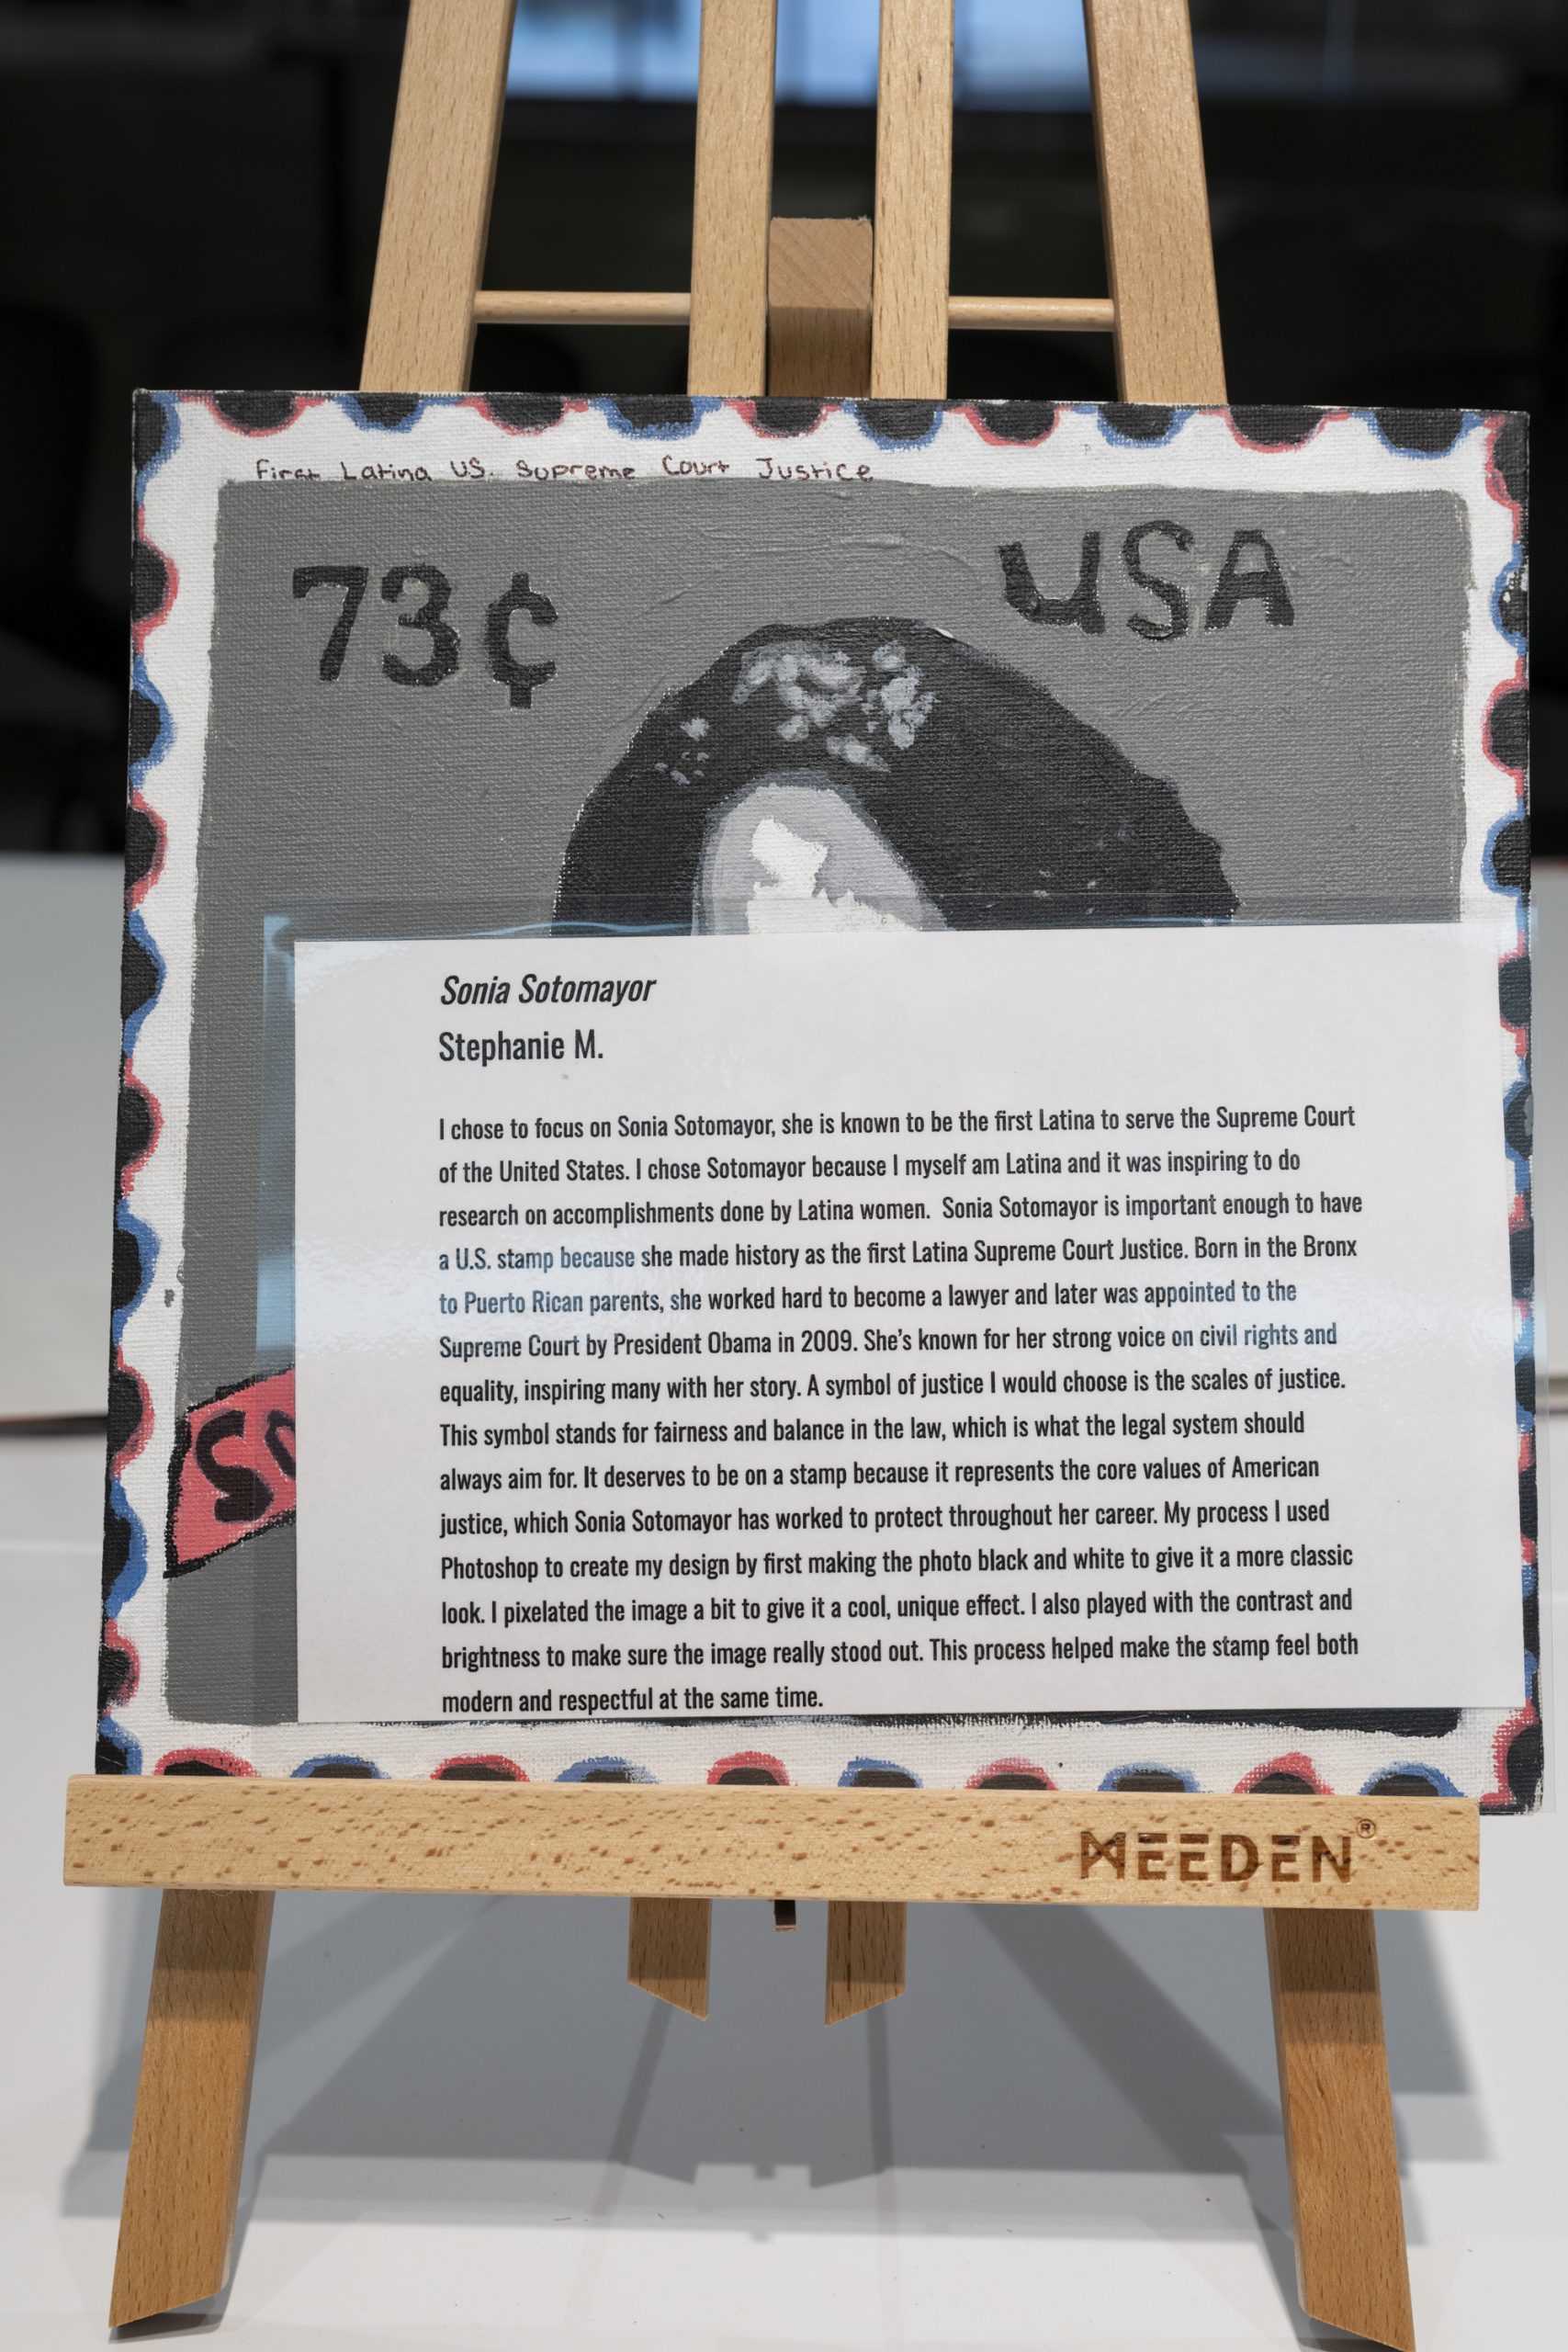 First Latina US. Supreme Court Justice
73¢
USA
Sonia Sotomayor
Stephanie M.
I chose to focus on Sonia Sotomayor, she is known to be the first Latina to serve the Supreme Court
of the United States. I chose Sotomayor because I myself am Latina and it was inspiring to do
research on accomplishments done by Latina women.  Sonia Sotomayor is important enough to have
a U.S. stamp because she made history as the first Latina Supreme Court Justice. Born in the Bronx
to Puerto Rican parents, she worked hard to become a lawyer and later was appointed to the
Supreme Court by President Obama in 2009. She’s known for her strong voice on civil rights and
equality, inspiring many with her story. A symbol of justice I would choose is the scales of justice.
This symbol stands for fairness and balance in the law, which is what the legal system should
always aim for. It deserves to be on a stamp because it represents the core values of American
justice, which Sonia Sotomayor has worked to protect throughout her career. My process I used
Photoshop to create my design by first making the photo black and white to give it a more classic
look. I pixelated the image a bit to give it a cool, unique effect. I also played with the contrast and
brightness to make sure the image really stood out. This process helped make the stamp feel both
modern and respectful at the same time.
MEEDEN®